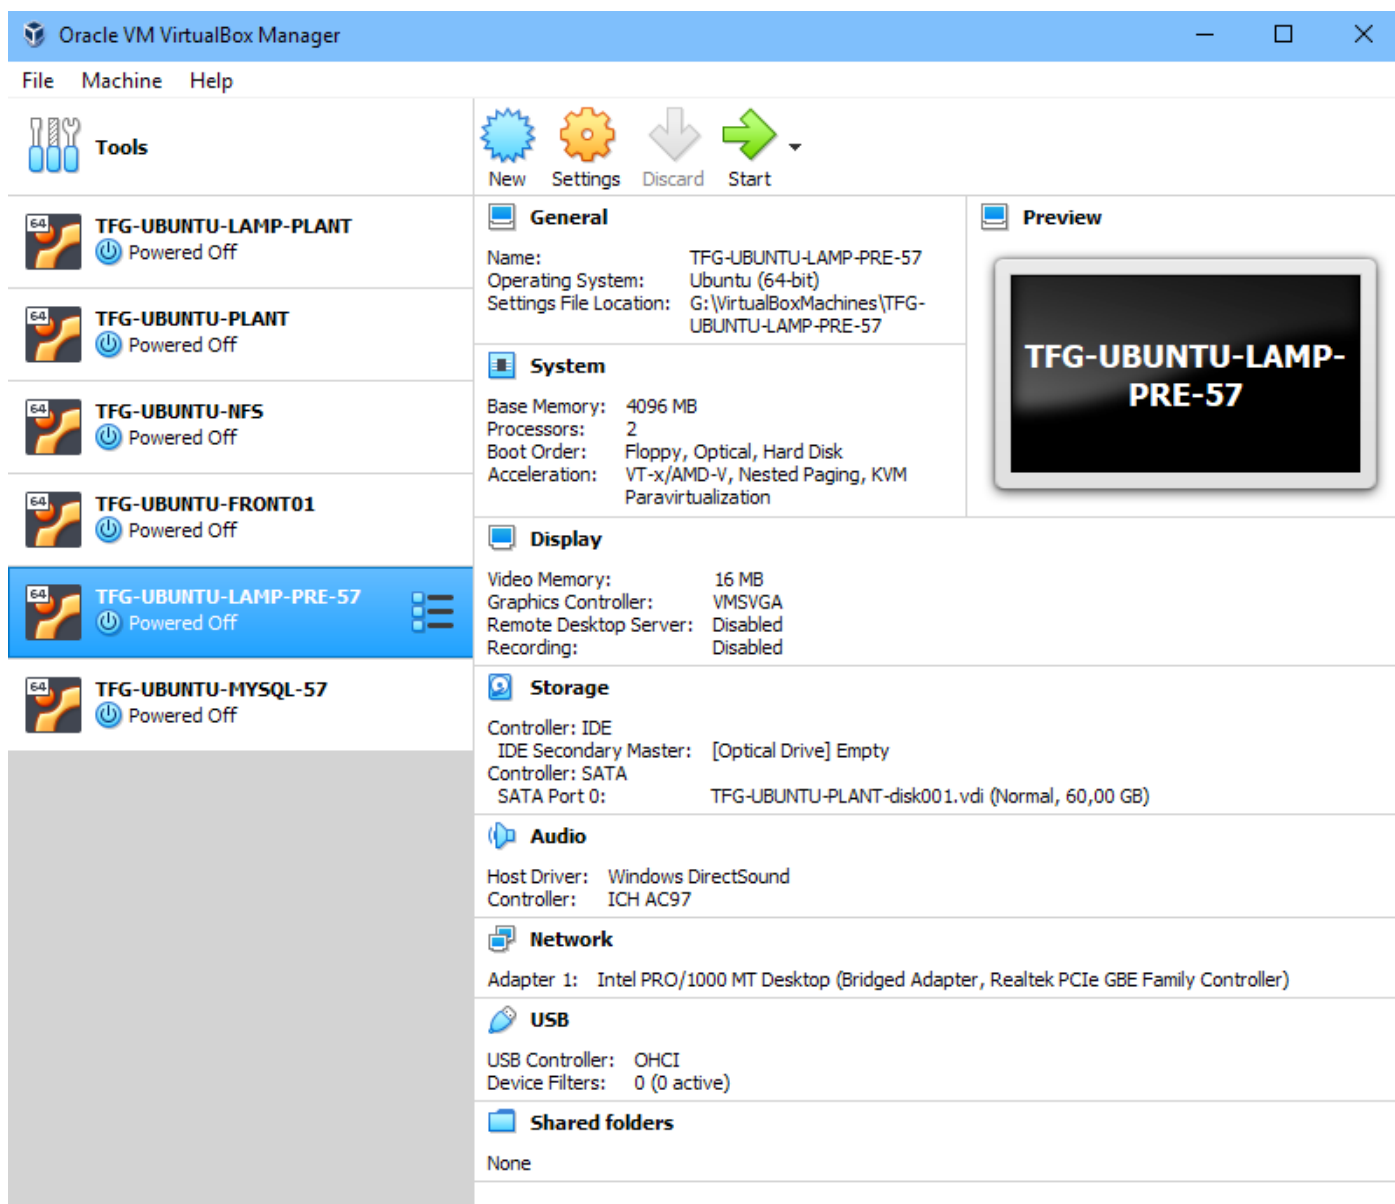 Oracle VM VirtualBox Manager
File Machine Help
Tools
New Settings Discard Start
64
TFG-UBUNTU-LAMP-PLANT
Powered Off
64
TFG-UBUNTU-PLANT
Powered Off
64
TFG-UBUNTU-NFS
Powered Off
64
TFG-UBUNTU-FRONT01
Powered Off
64
TFG-UBUNTU-LAMP-PRE-57
Powered Off
64
TFG-UBUNTU-MYSQL-57
Powered Off
General
Name: TFG-UBUNTU-LAMP-PRE-57
Operating System: Ubuntu (64-bit)
Settings File Location: G:\VirtualBoxMachines\TFG-
UBUNTU-LAMP-PRE-57
Preview
TFG-UBUNTU-LAMP-
PRE-57
System
Base Memory: 4096 MB
Processors: 2
Boot Order: Floppy, Optical, Hard Disk
Acceleration: VT-x/AMD-V, Nested Paging, KVM
Paravirtualization
Display
Video Memory: 16 MB
Graphics Controller: VMSVGA
Remote Desktop Server: Disabled
Recording: Disabled
Storage
Controller: IDE
IDE Secondary Master: [Optical Drive] Empty
Controller: SATA
SATA Port 0: TFG-UBUNTU-PLANT-disk001.vdi (Normal, 60,00 GB)
Audio
Host Driver: Windows DirectSound
Controller: ICH AC97
Network
Adapter 1: Intel PRO/1000 MT Desktop (Bridged Adapter, Realtek PCIe GBE Family Controller)
USB
USB Controller: OHCI
Device Filters: 0 (0 active)
Shared folders
None